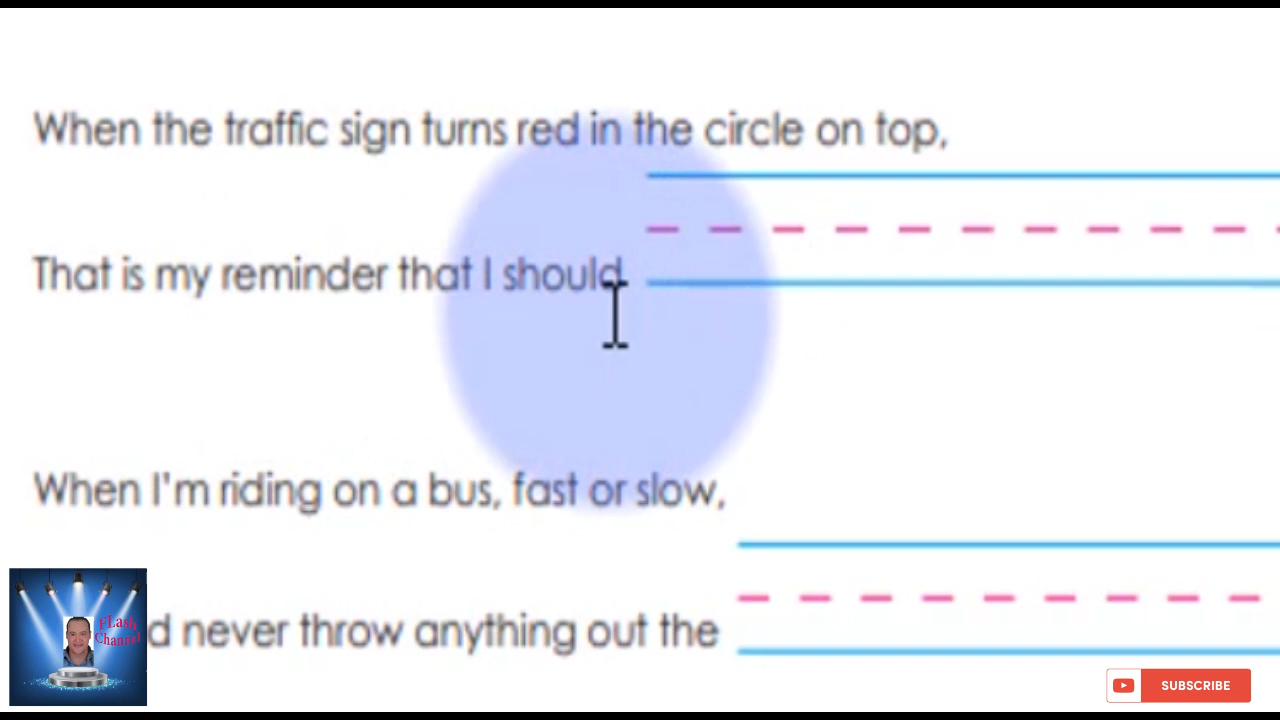 When the traffic sign turns red in the circle on top,
That is my reminder that I should
When I'm riding on a bus, fast or slow,
d never throw anything out the
FLash
Channel
SUBSCRIBE